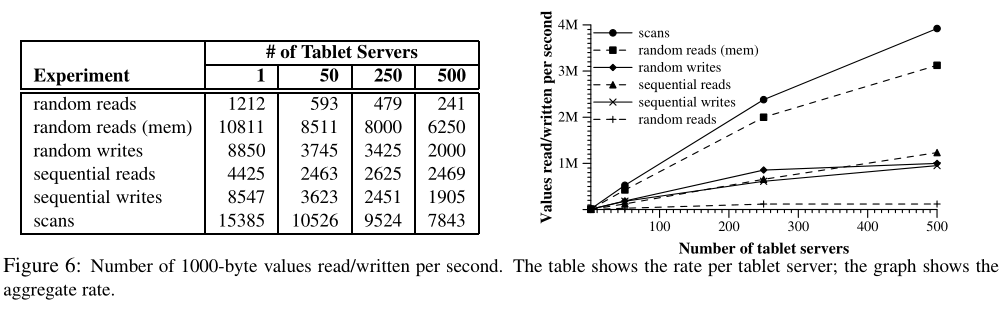 # of Tablet Servers
Experiment 1 50 250 500
random reads 1212 593 479 241
random reads (mem) 10811 8511 8000 6250
random writes 8850 3745 3425 2000
sequential reads 4425 2463 2625 2469
sequential writes 8547 3623 2451 1905
scans 15385 10526 9524 7843
Values read/written per second
4M
3M
2M
1M
scans
random reads (mem)
random writes
sequential reads
sequential writes
random reads
100 200 300 400 500
Number of tablet servers
Figure 6: Number of 1000-byte values read/written per second. The table shows the rate per tablet server; the graph shows the
aggregate rate.